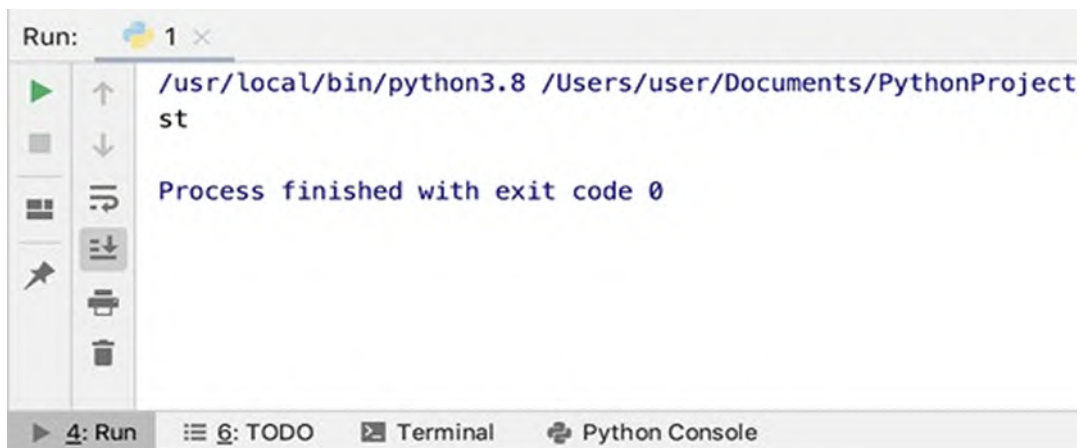 Run: 1
/usr/local/bin/python3.8 /Users/user/Documents/PythonProject
st
Process finished with exit code 0
4: Run 6: TODO Terminal Python Console